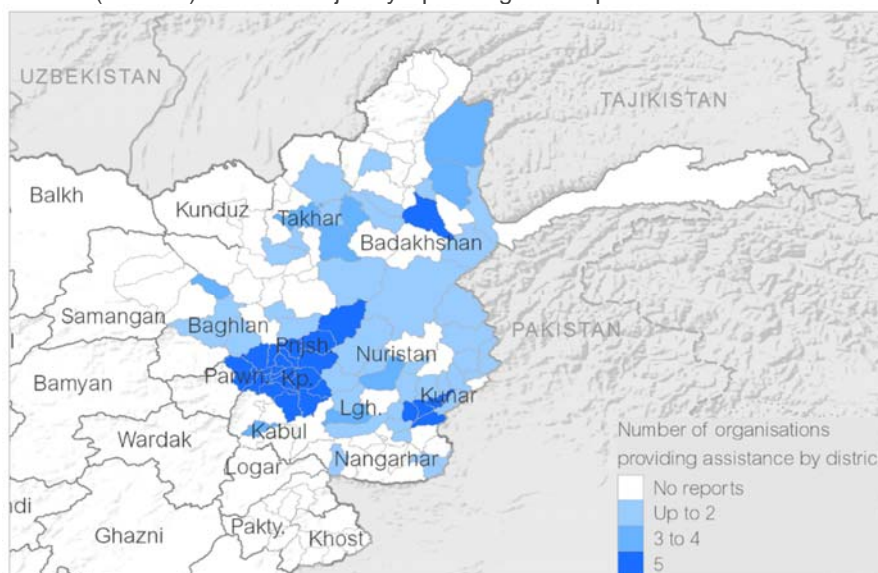 UZBEKISTAN
TAJIKISTAN
Balkh
Kunduz
Takhar
Badakhshan
Samangan
Baghlan
PAKISTAN
Pnjsh.
Nuristan
Bamyan
Parwh.
Kp.
Kunar
Lgh.
Kabul
Wardak
Nangarhar
Logar
Number of organisations
providing assistance by distric
No reports
Up to 2
3 to 4
5
Ghazni
Pakty.
Khost